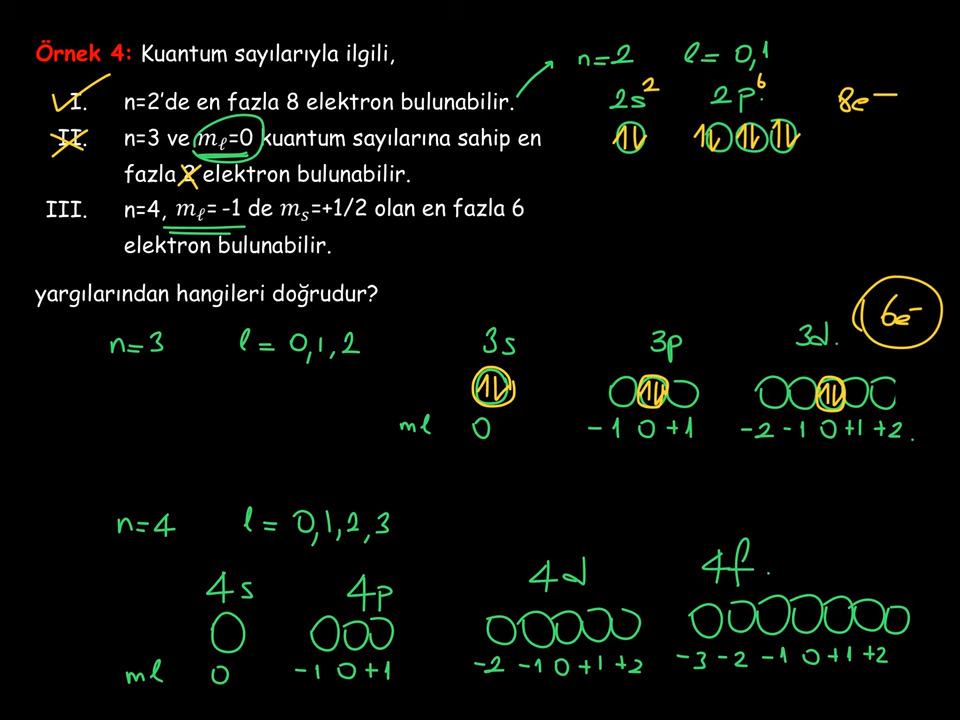 Örnek 4: Kuantum sayılarıyla ilgili,
n=2 l= 0,1
I. n=2'de en fazla 8 elektron bulunabilir.
2s² 2p⁶ 8e⁻
II. n=3 ve mℓ=0 kuantum sayılarına sahip en
fazla 2 elektron bulunabilir.
III. n=4, mℓ= -1 de ms=+1/2 olan en fazla 6
elektron bulunabilir.
yargılarından hangileri doğrudur?
6e⁻
n=3 l= 0,1,2 3s 3p 3d.
ml 0 -1 0 +1 -2 -1 0 +1 +2.
n=4 l= 0,1,2,3
4s 4p 4d 4f.
ml 0 -1 0 +1 -2 -1 0 +1 +2 -3 -2 -1 0 +1 +2